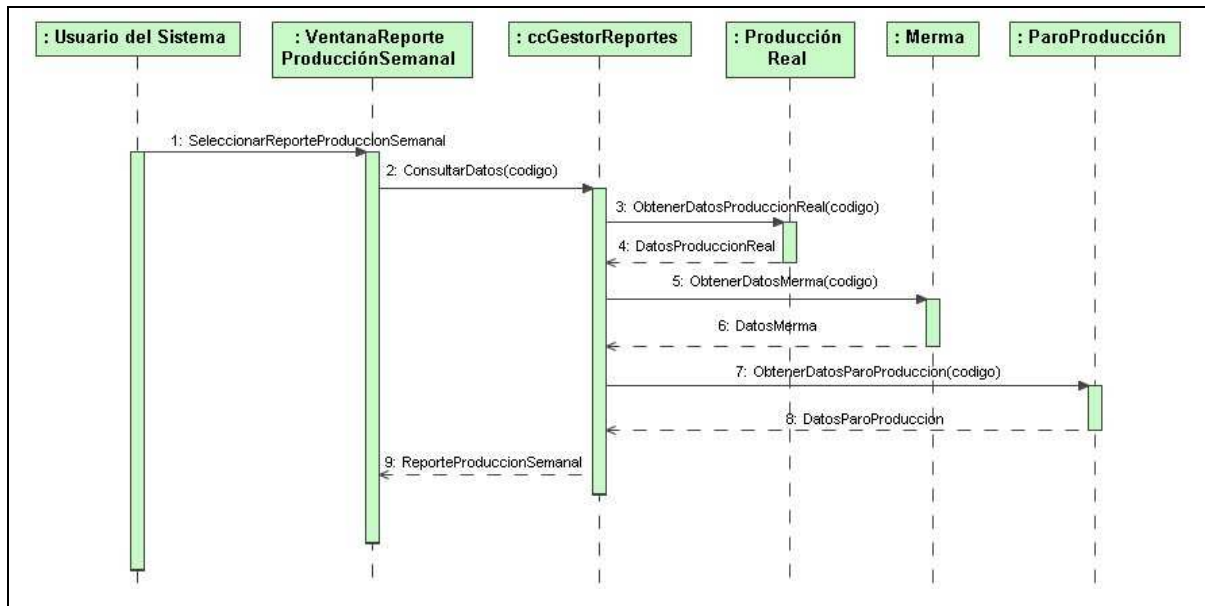 : Usuario del Sistema
: VentanaReporte
ProducciónSemanal
: ccGestorReportes
: Producción
Real
: Merma
: ParoProducción
1: SeleccionarReporteProduccionSemanal
2: ConsultarDatos(codigo)
3: ObtenerDatosProduccionReal(codigo)
4: DatosProduccionReal
5: ObtenerDatosMerma(codigo)
6: DatosMerma
7: ObtenerDatosParoProduccion(codigo)
8: DatosParoProduccion
9: ReporteProduccionSemanal